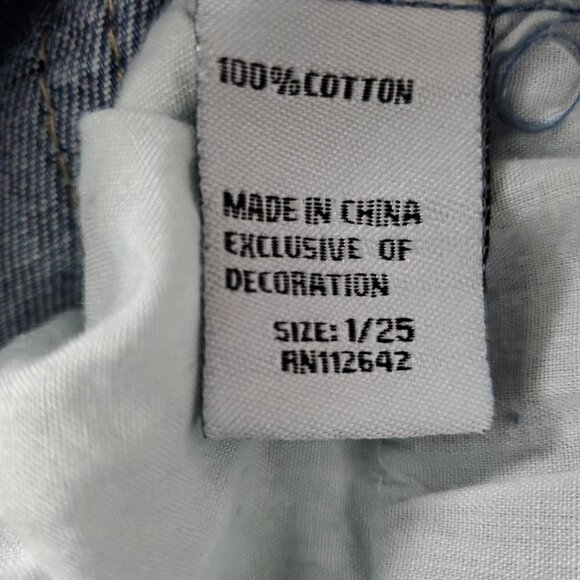 100%COTTON
MADE IN CHINA
EXCLUSIVE OF
DECORATION
SIZE: 1/25
RN112642